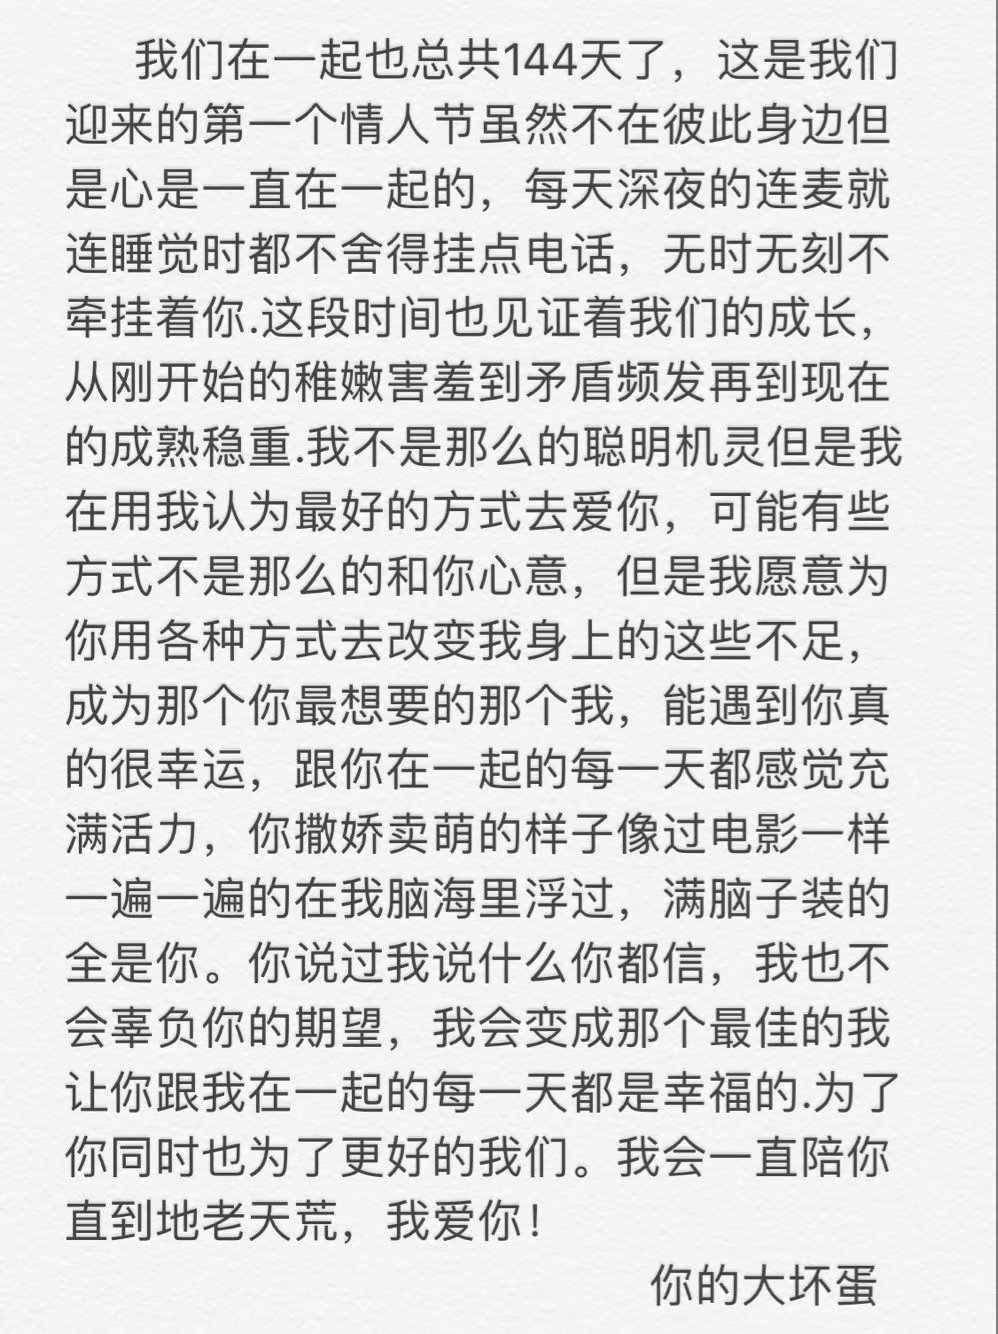 我们在一起也总共144天了，这是我们
迎来的第一个情人节虽然不在彼此身边但
是心是一直在一起的，每天深夜的连麦就
连睡觉时都不舍得挂点电话，无时无刻不
牵挂着你.这段时间也见证着我们的成长，
从刚开始的稚嫩害羞到矛盾频发再到现在
的成熟稳重.我不是那么的聪明机灵但是我
在用我认为最好的方式去爱你，可能有些
方式不是那么的和你心意，但是我愿意为
你用各种方式去改变我身上的这些不足，
成为那个你最想要的那个我，能遇到你真
的很幸运，跟你在一起的每一天都感觉充
满活力，你撒娇卖萌的样子像过电影一样
一遍一遍的在我脑海里浮过，满脑子装的
全是你。你说过我说什么你都信，我也不
会辜负你的期望，我会变成那个最佳的我
让你跟我在一起的每一天都是幸福的.为了
你同时也为了更好的我们。我会一直陪你
直到地老天荒，我爱你！
你的大坏蛋